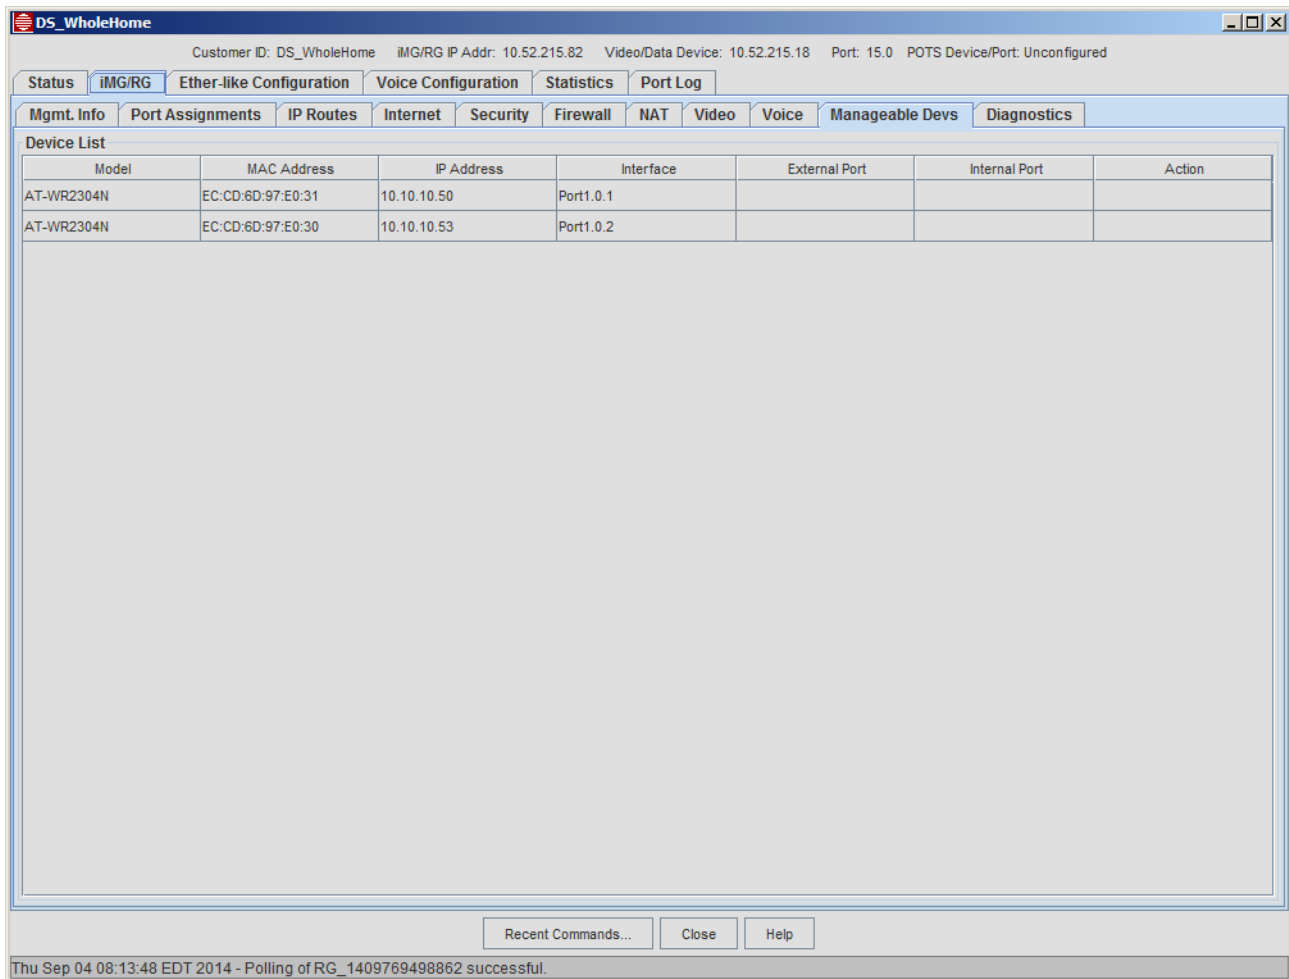 DS_WholeHome
Customer ID: DS_WholeHome iMG/RG IP Addr: 10.52.215.82 Video/Data Device: 10.52.215.18 Port: 15.0 POTS Device/Port: Unconfigured
Status iMG/RG Ether-like Configuration Voice Configuration Statistics Port Log
Mgmt. Info Port Assignments IP Routes Internet Security Firewall NAT Video Voice Manageable Devs Diagnostics
Device List
Model MAC Address IP Address Interface External Port Internal Port Action
AT-WR2304N EC:CD:6D:97:E0:31 10.10.10.50 Port1.0.1
AT-WR2304N EC:CD:6D:97:E0:30 10.10.10.53 Port1.0.2
Recent Commands... Close Help
Thu Sep 04 08:13:48 EDT 2014 - Polling of RG_1409769498862 successful.